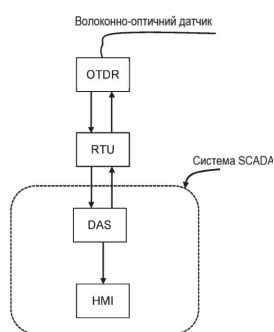 Волоконно-оптичний датчик
OTDR
RTU
Система SCADA
DAS
HMI